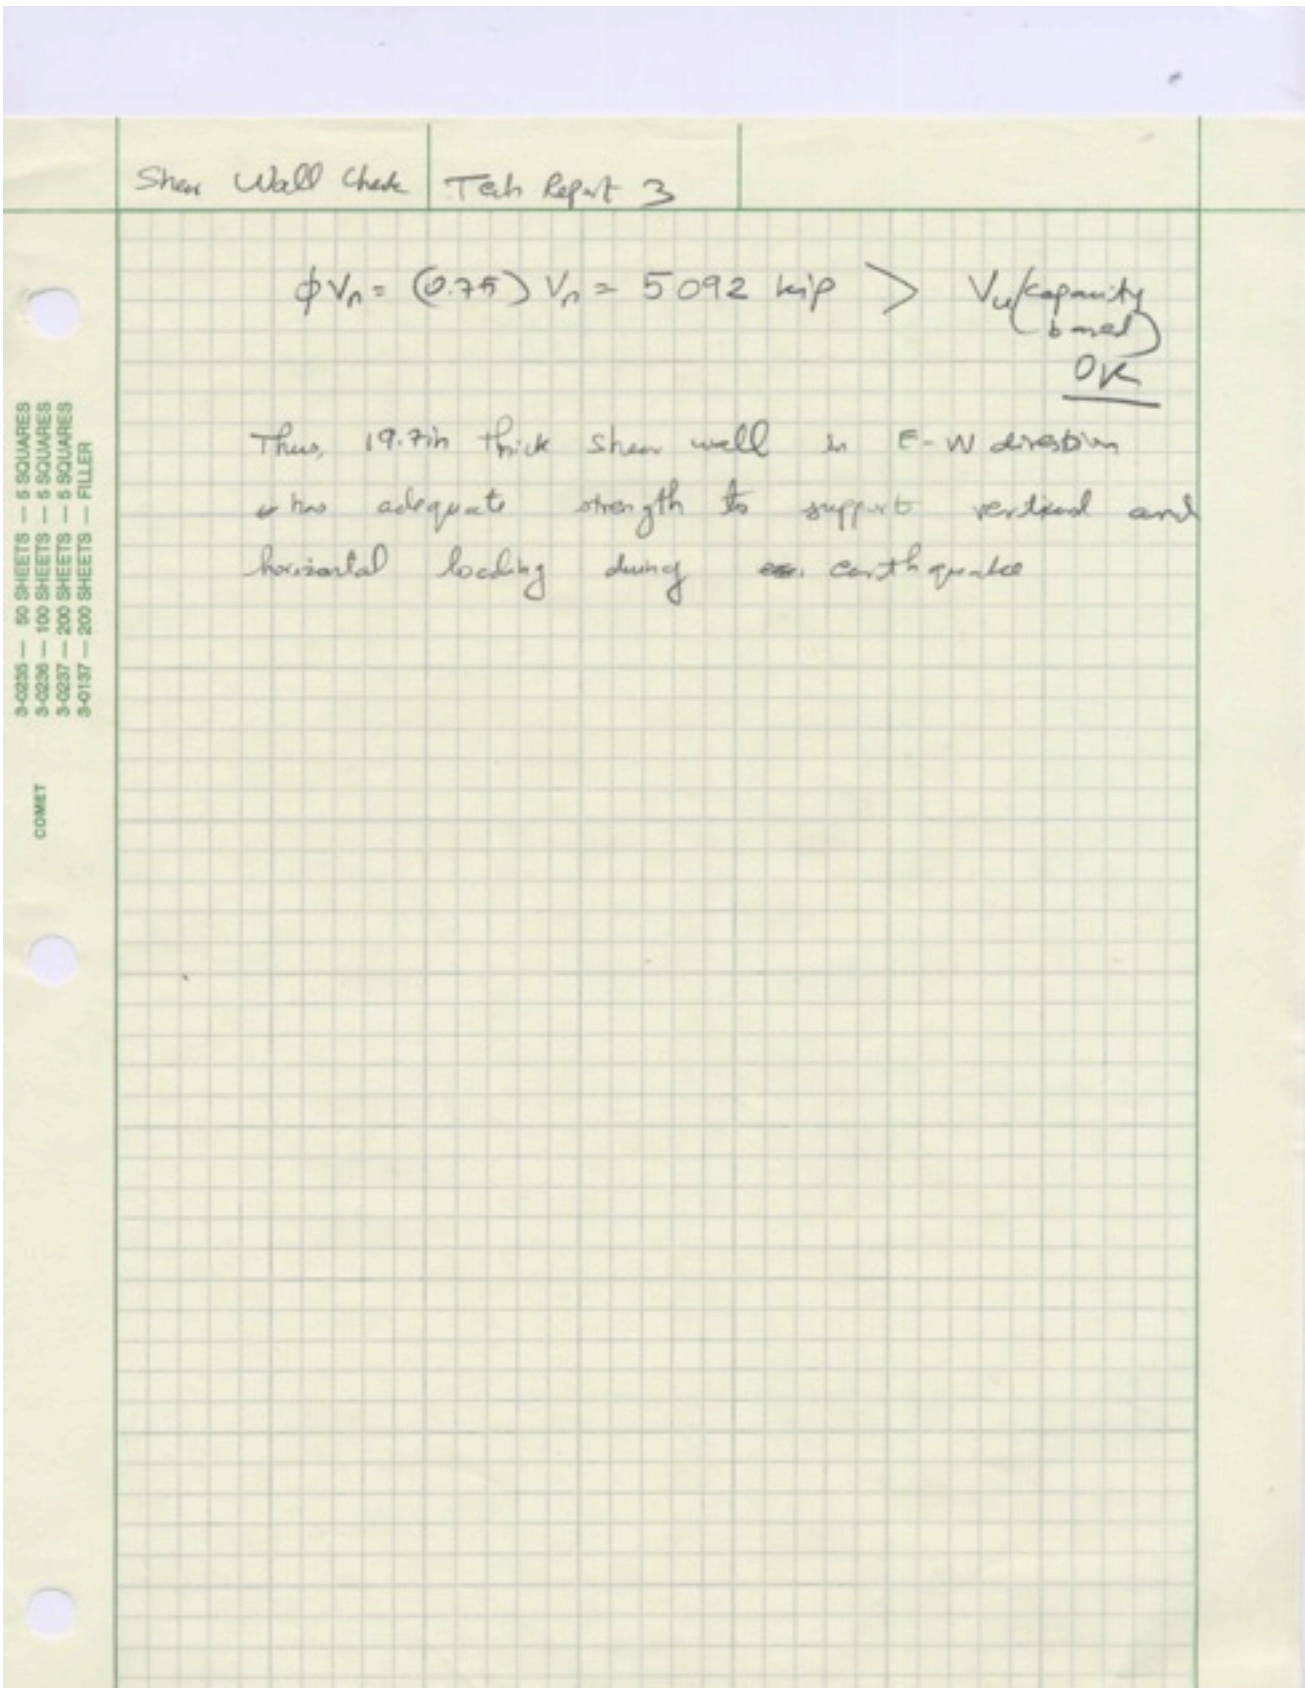 Shear Wall Check
Tech Report 3
ϕVn = (0.75) Vn = 5092 kip > Vu (capacity
based)
OK
Thus, 19.7in thick shear wall in E-W direction
has adequate strength to support vertical and
horizontal loading during earthquake
3-0235 — 50 SHEETS — 5 SQUARES
3-0236 — 100 SHEETS — 5 SQUARES
3-0237 — 200 SHEETS — 5 SQUARES
3-0137 — 200 SHEETS — FILLER
COMET